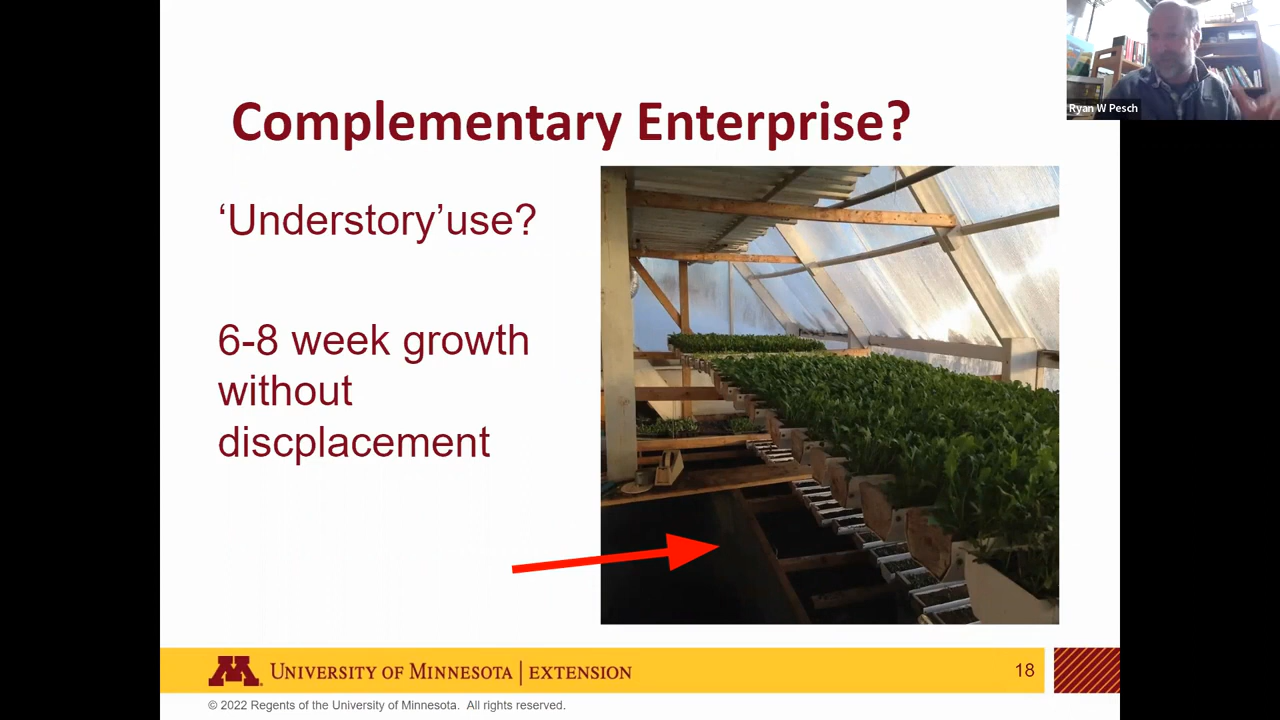 Complementary Enterprise?
‘Understory’use?
6-8 week growth
without
discplacement
UNIVERSITY OF MINNESOTA | EXTENSION
18
© 2022 Regents of the University of Minnesota. All rights reserved.
Ryan W Pesch